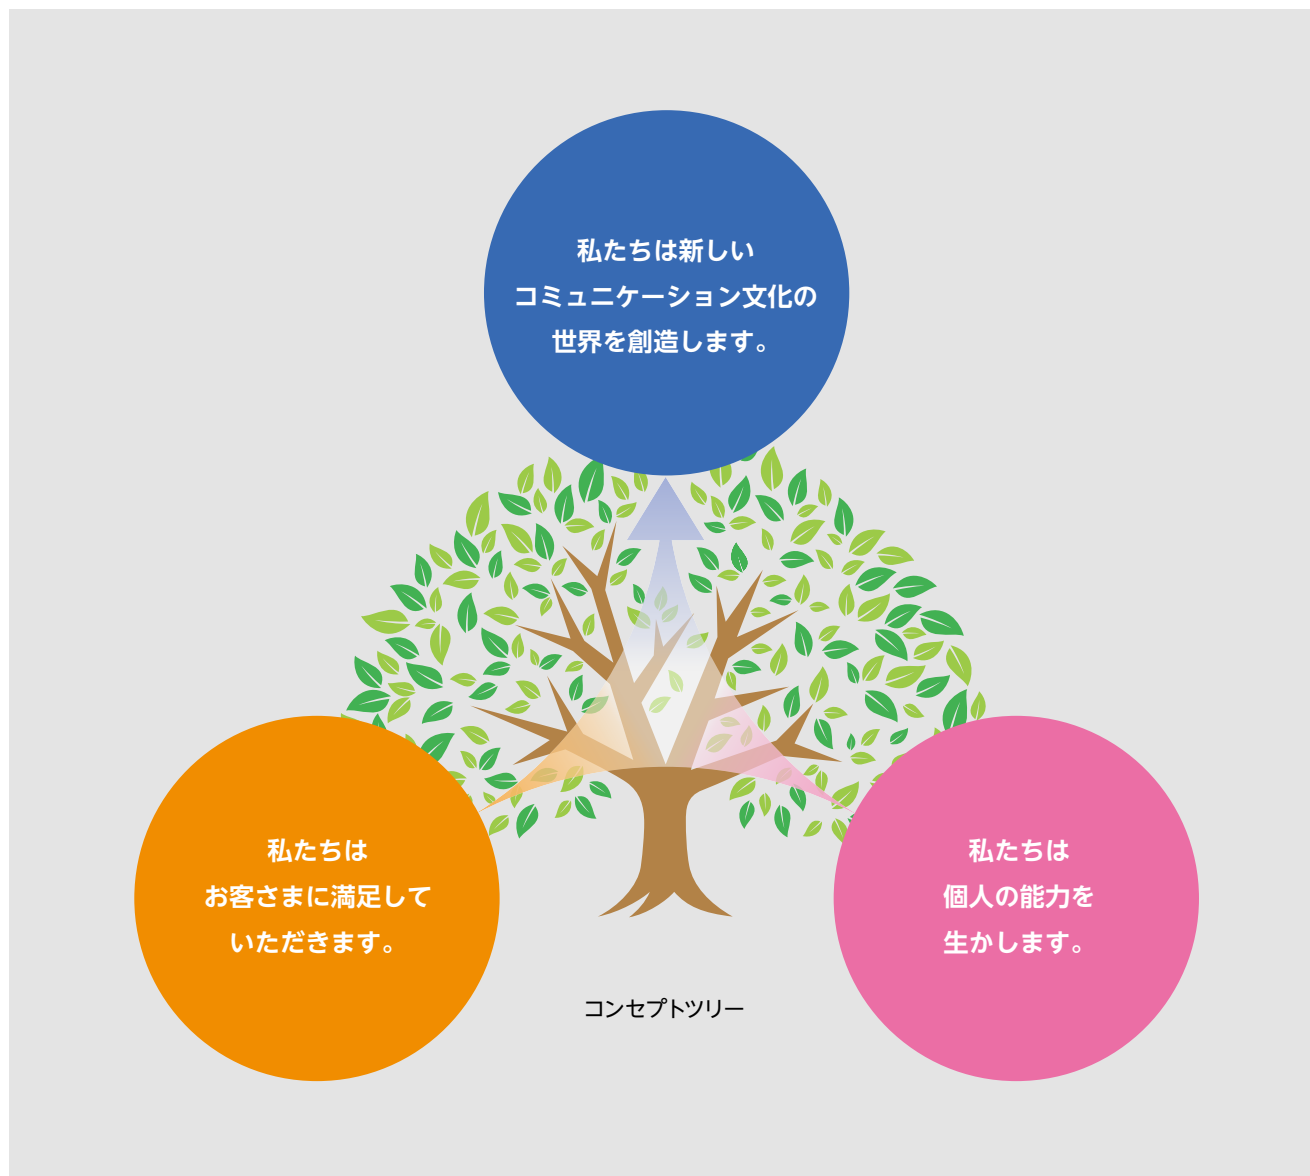 私たちは新しい
コミュニケーション文化の
世界を創造します。
私たちは
お客さまに満足して
いただきます。
私たちは
個人の能力を
生かします。
コンセプトツリー